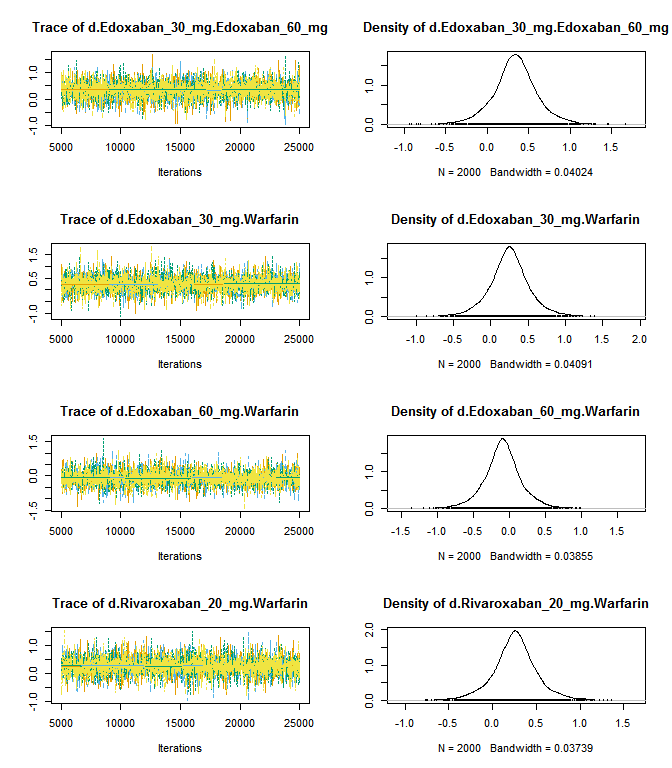 Trace of d.Edoxaban_30_mg.Edoxaban_60_mg
1.0
0.0
-1.0
5000 10000 15000 20000 25000
Iterations
Density of d.Edoxaban_30_mg.Edoxaban_60_mg
1.0
0.0
-1.0 -0.5 0.0 0.5 1.0 1.5
N = 2000 Bandwidth = 0.04024
Trace of d.Edoxaban_30_mg.Warfarin
1.5
0.5
-1.0
5000 10000 15000 20000 25000
Iterations
Density of d.Edoxaban_30_mg.Warfarin
1.0
0.0
-1.0 -0.5 0.0 0.5 1.0 1.5 2.0
N = 2000 Bandwidth = 0.04091
Trace of d.Edoxaban_60_mg.Warfarin
1.5
0.0
-1.5
5000 10000 15000 20000 25000
Iterations
Density of d.Edoxaban_60_mg.Warfarin
1.0
0.0
-1.5 -1.0 -0.5 0.0 0.5 1.0 1.5
N = 2000 Bandwidth = 0.03855
Trace of d.Rivaroxaban_20_mg.Warfarin
1.0
0.0
-1.0
5000 10000 15000 20000 25000
Iterations
Density of d.Rivaroxaban_20_mg.Warfarin
2.0
1.0
0.0
-1.0 -0.5 0.0 0.5 1.0 1.5
N = 2000 Bandwidth = 0.03739